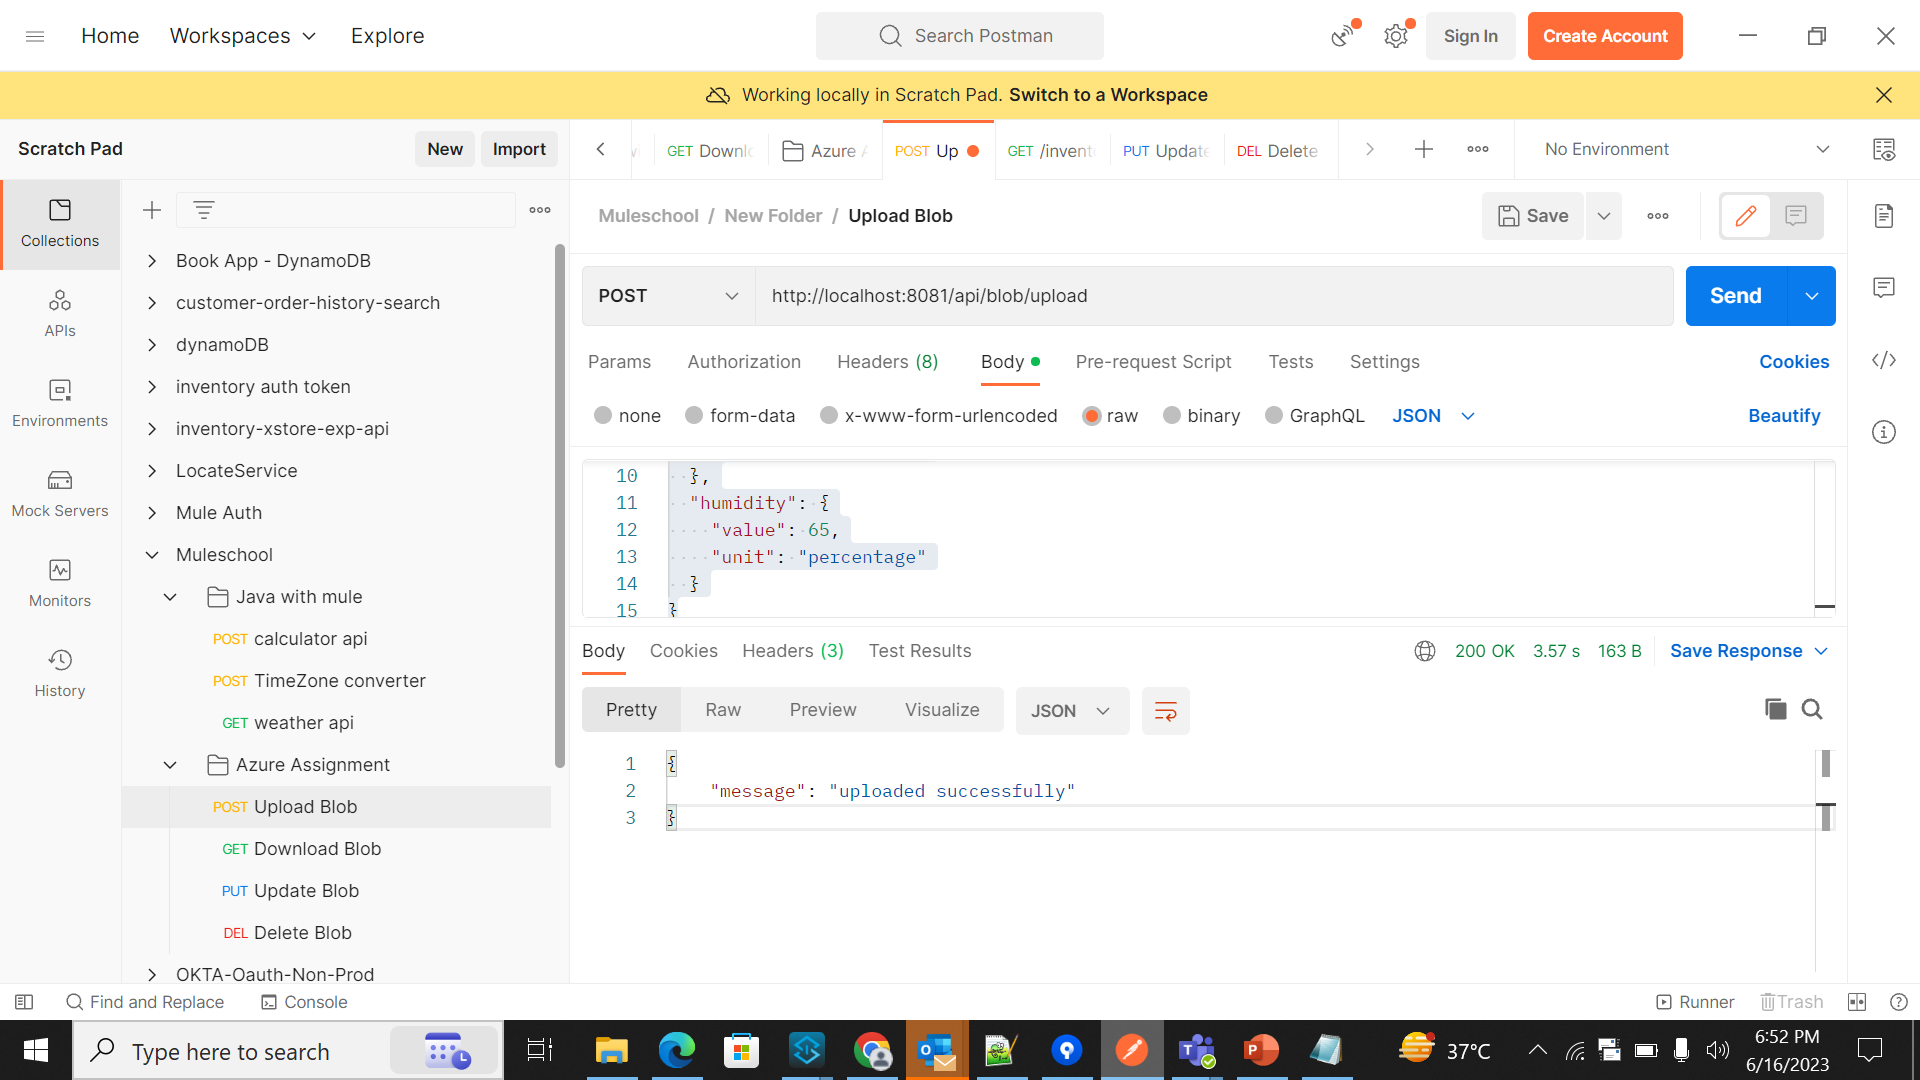 Home
Workspaces
Explore
Search Postman
Sign In
Create Account
Working locally in Scratch Pad. Switch to a Workspace
Scratch Pad
New
Import
GET Downl
Azure
POST Up
GET /invent
PUT Update
DEL Delete
No Environment
Collections
APIs
Environments
Mock Servers
Monitors
History
Book App - DynamoDB
customer-order-history-search
dynamoDB
inventory auth token
inventory-xstore-exp-api
LocateService
Mule Auth
Muleschool
Java with mule
POST calculator api
POST TimeZone converter
GET weather api
Azure Assignment
POST Upload Blob
GET Download Blob
PUT Update Blob
DEL Delete Blob
OKTA-Oauth-Non-Prod
Muleschool / New Folder / Upload Blob
Save
POST
http://localhost:8081/api/blob/upload
Send
Params
Authorization
Headers (8)
Body
Pre-request Script
Tests
Settings
Cookies
none
form-data
x-www-form-urlencoded
raw
binary
GraphQL
JSON
Beautify
10 },
11 "humidity": {
12 "value": 65,
13 "unit": "percentage"
14 }
15 }
Body
Cookies
Headers (3)
Test Results
200 OK
3.57 s
163 B
Save Response
Pretty
Raw
Preview
Visualize
JSON
1 {
2 "message": "uploaded successfully"
3 }
Find and Replace
Console
Runner
Trash
Type here to search
37°C
6:52 PM
6/16/2023